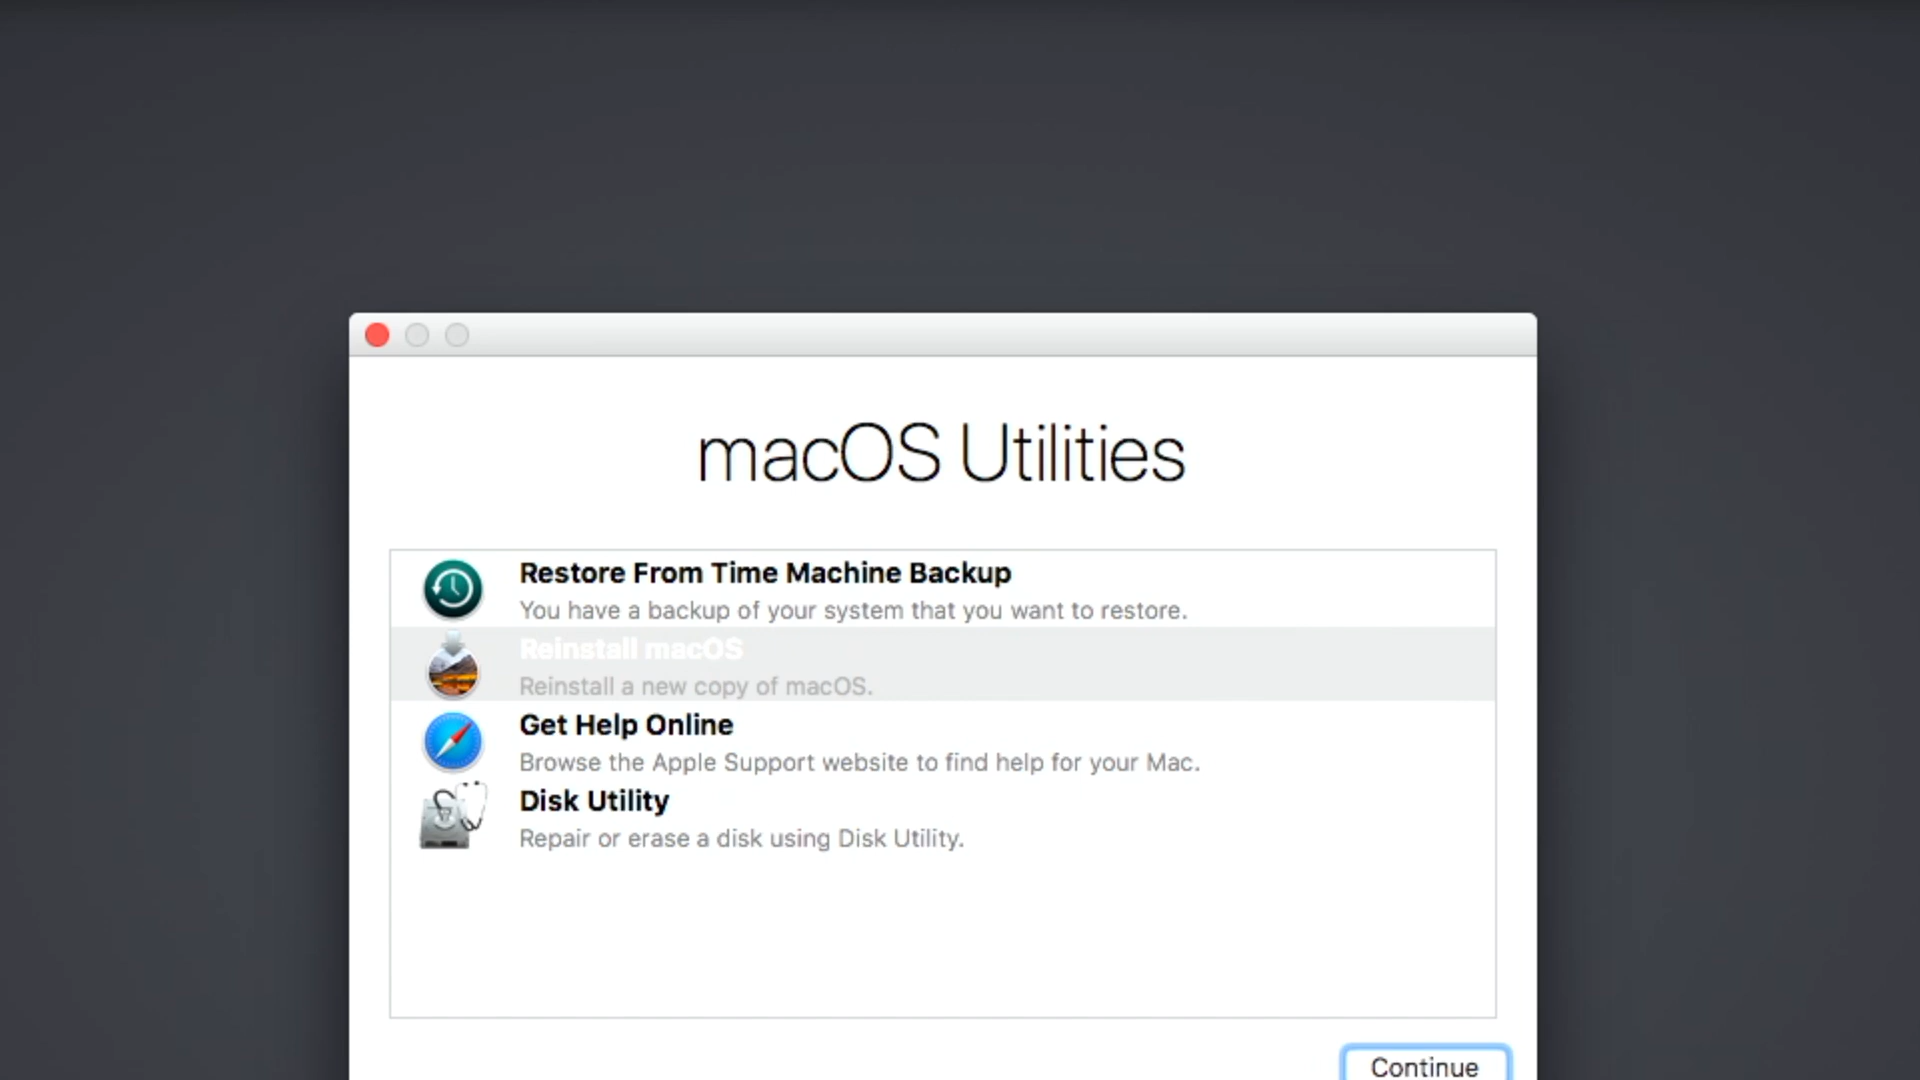 macOS Utilities
Restore From Time Machine Backup
You have a backup of your system that you want to restore.
Reinstall macOS
Reinstall a new copy of macOS.
Get Help Online
Browse the Apple Support website to find help for your Mac.
Disk Utility
Repair or erase a disk using Disk Utility.
Continue